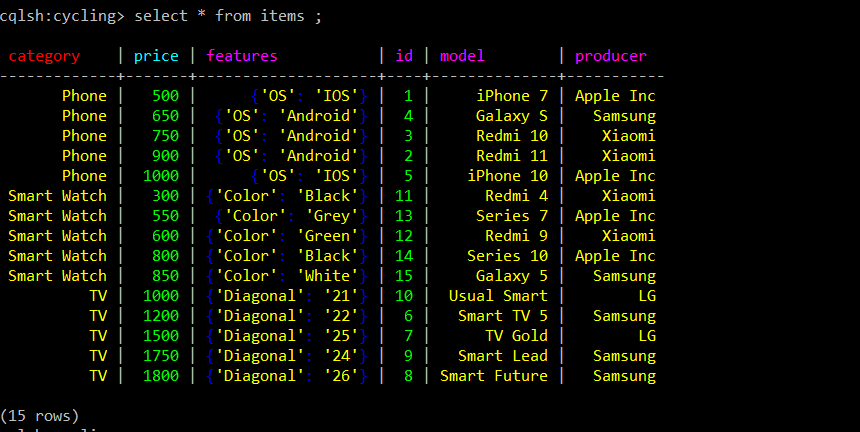 cqlsh:cycling> select * from items ;
 category    | price | features           | id | model        | producer
-------------+-------+--------------------+----+--------------+-----------
       Phone |   500 |      {'OS': 'IOS'} |  1 |     iPhone 7 | Apple Inc
       Phone |   650 |  {'OS': 'Android'} |  4 |     Galaxy S |   Samsung
       Phone |   750 |  {'OS': 'Android'} |  3 |     Redmi 10 |    Xiaomi
       Phone |   900 |  {'OS': 'Android'} |  2 |     Redmi 11 |    Xiaomi
       Phone |  1000 |      {'OS': 'IOS'} |  5 |    iPhone 10 | Apple Inc
 Smart Watch |   300 | {'Color': 'Black'} | 11 |      Redmi 4 |    Xiaomi
 Smart Watch |   550 |  {'Color': 'Grey'} | 13 |     Series 7 | Apple Inc
 Smart Watch |   600 | {'Color': 'Green'} | 12 |      Redmi 9 |    Xiaomi
 Smart Watch |   800 | {'Color': 'Black'} | 14 |    Series 10 | Apple Inc
 Smart Watch |   850 | {'Color': 'White'} | 15 |     Galaxy 5 |   Samsung
          TV |  1000 | {'Diagonal': '21'} | 10 |  Usual Smart |        LG
          TV |  1200 | {'Diagonal': '22'} |  6 |   Smart TV 5 |   Samsung
          TV |  1500 | {'Diagonal': '25'} |  7 |      TV Gold |        LG
          TV |  1750 | {'Diagonal': '24'} |  9 |   Smart Lead |   Samsung
          TV |  1800 | {'Diagonal': '26'} |  8 | Smart Future |   Samsung
(15 rows)